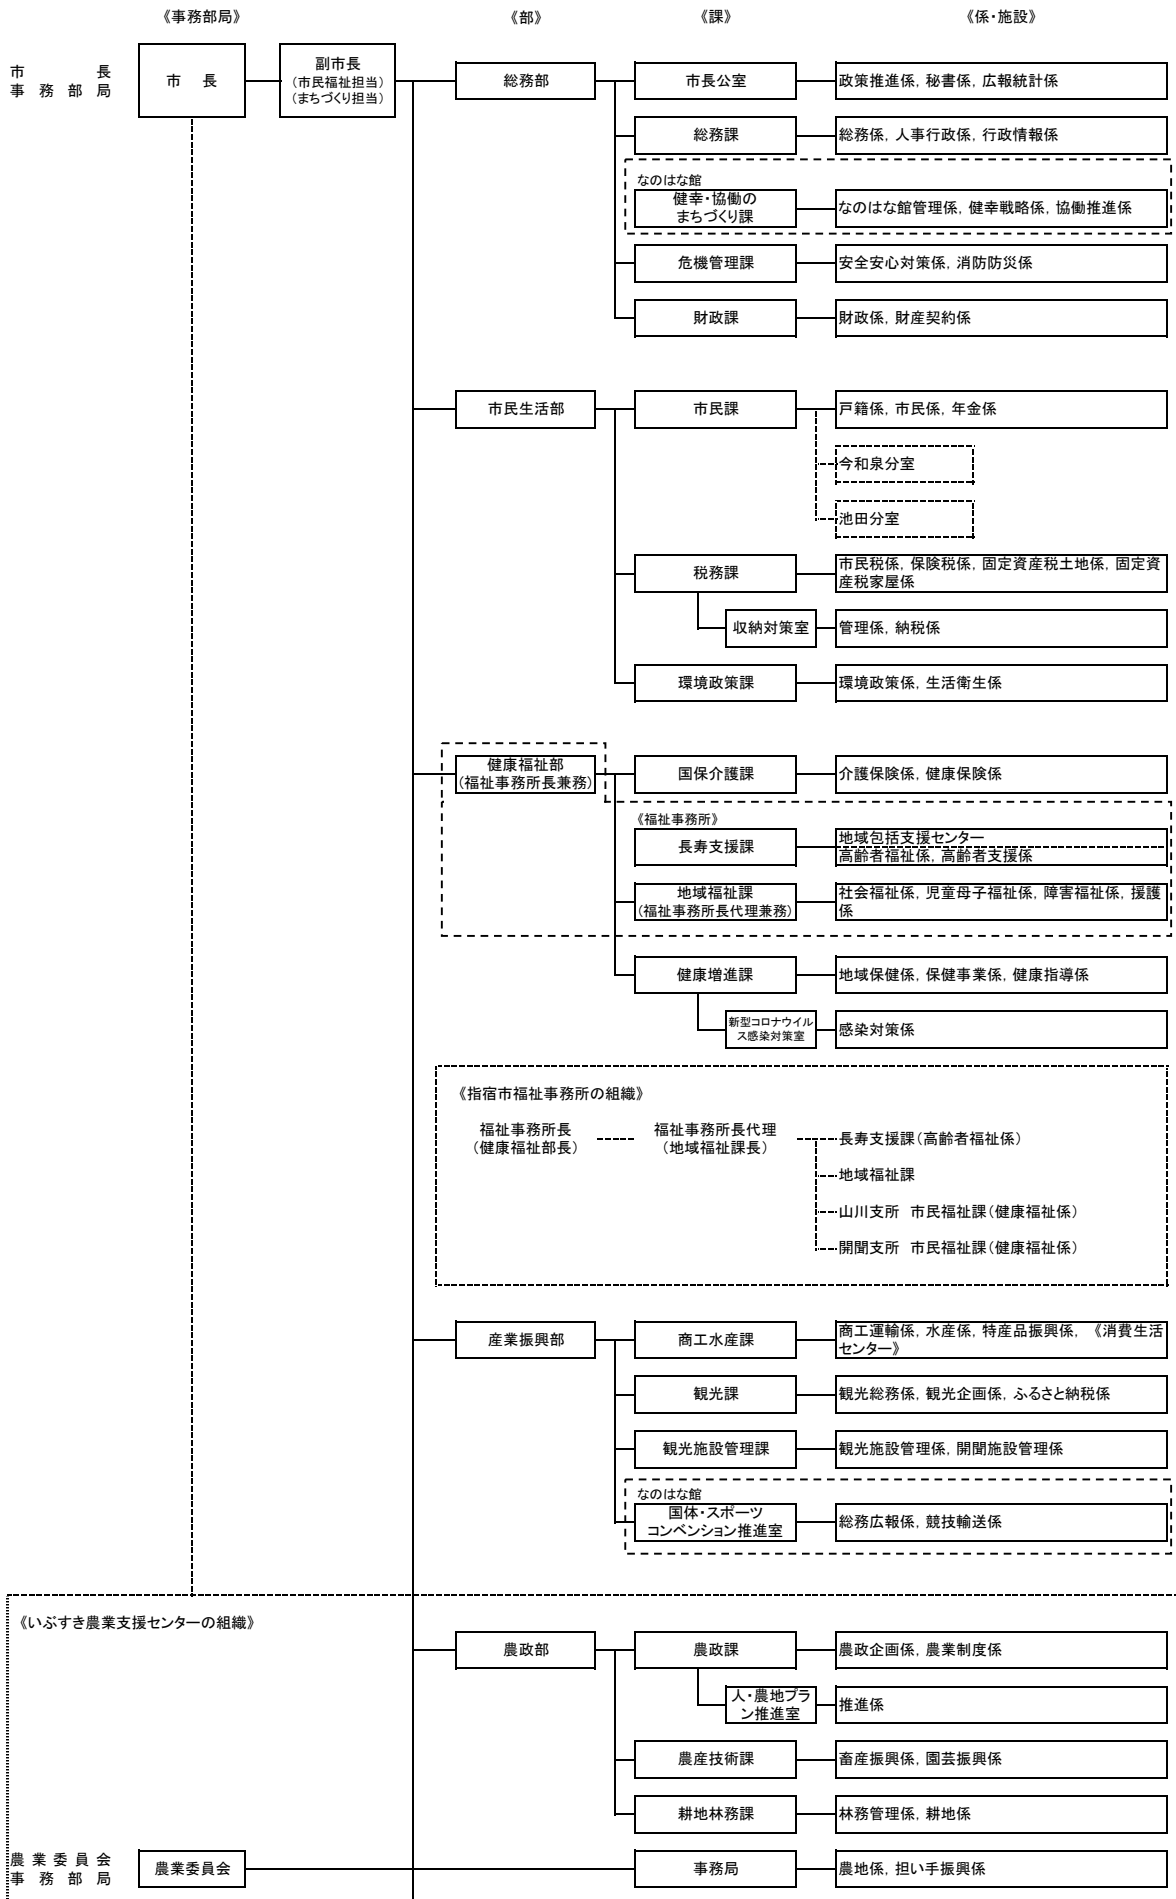 《事務部局》 《部》 《課》 《係・施設》
市長
事務部局
市　長
副市長
（市民福祉担当）
（まちづくり担当）
総務部
市長公室
政策推進係，秘書係，広報統計係
総務課
総務係，人事行政係，行政情報係
なのはな館
健幸・協働の
まちづくり課
なのはな館管理係，健幸戦略係，協働推進係
危機管理課
安全安心対策係，消防防災係
財政課
財政係，財産契約係
市民生活部
市民課
戸籍係，市民係，年金係
今和泉分室
池田分室
税務課
市民税係，保険税係，固定資産税土地係，固定資
産税家屋係
収納対策室
管理係，納税係
環境政策課
環境政策係，生活衛生係
健康福祉部
（福祉事務所長兼務）
国保介護課
介護保険係，健康保険係
《福祉事務所》
長寿支援課
地域包括支援センター
高齢者福祉係，高齢者支援係
地域福祉課
（福祉事務所長代理兼務）
社会福祉係，児童母子福祉係，障害福祉係，援護
係
健康増進課
地域保健係，保健事業係，健康指導係
新型コロナウイル
ス感染対策室
感染対策係
《指宿市福祉事務所の組織》
福祉事務所長
（健康福祉部長）
福祉事務所長代理
（地域福祉課長）
長寿支援課（高齢者福祉係）
地域福祉課
山川支所　市民福祉課（健康福祉係）
開聞支所　市民福祉課（健康福祉係）
産業振興部
商工水産課
商工運輸係，水産係，特産品振興係，《消費生活
センター》
観光課
観光総務係，観光企画係，ふるさと納税係
観光施設管理課
観光施設管理係，開聞施設管理係
なのはな館
国体・スポーツ
コンベンション推進室
総務広報係，競技輸送係
《いぶすき農業支援センターの組織》
農政部
農政課
農政企画係，農業制度係
人・農地プラ
ン推進室
推進係
農産技術課
畜産振興係，園芸振興係
耕地林務課
林務管理係，耕地係
農業委員会
事務部局
農業委員会
事務局
農地係，担い手振興係